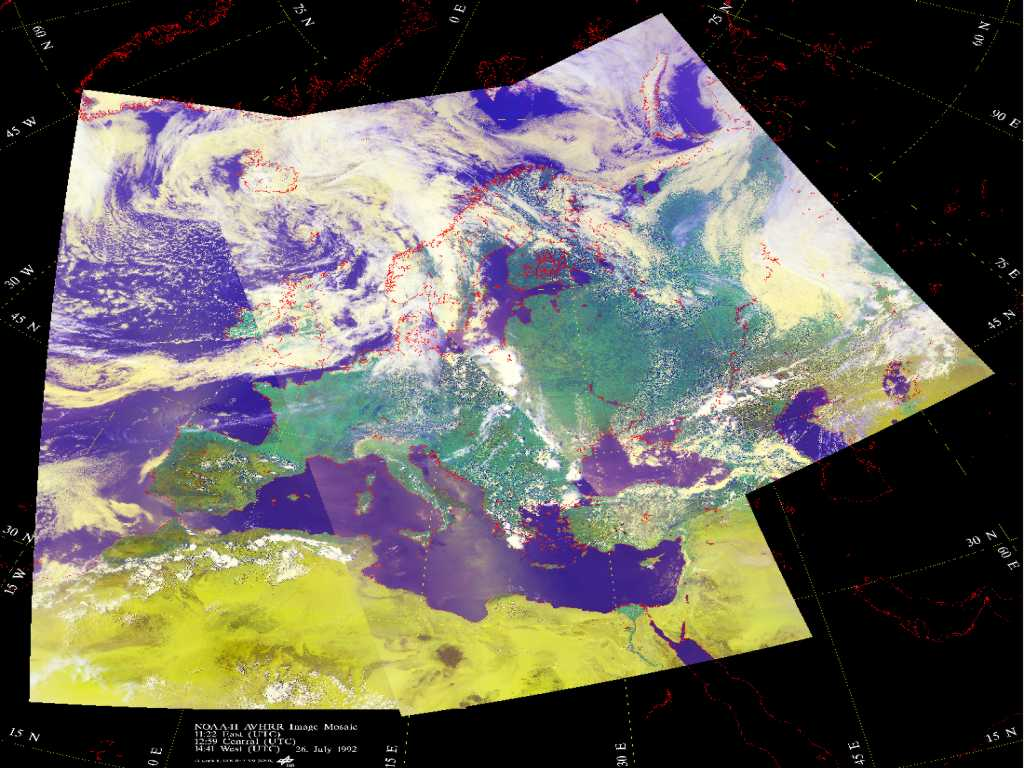 60 N
75 N
0 E
75 N
60 N
45 W
90 E
30 W
75 E
45 N
45 N
30 N
30 N
60 E
15 W
15 N
0 E
15 E
30 E
45 E
15 N
NOAA-11 AVHRR Image Mosaic
11:22 East (UTC)
12:59 Central (UTC)
14:41 West (UTC) 26. July 1992